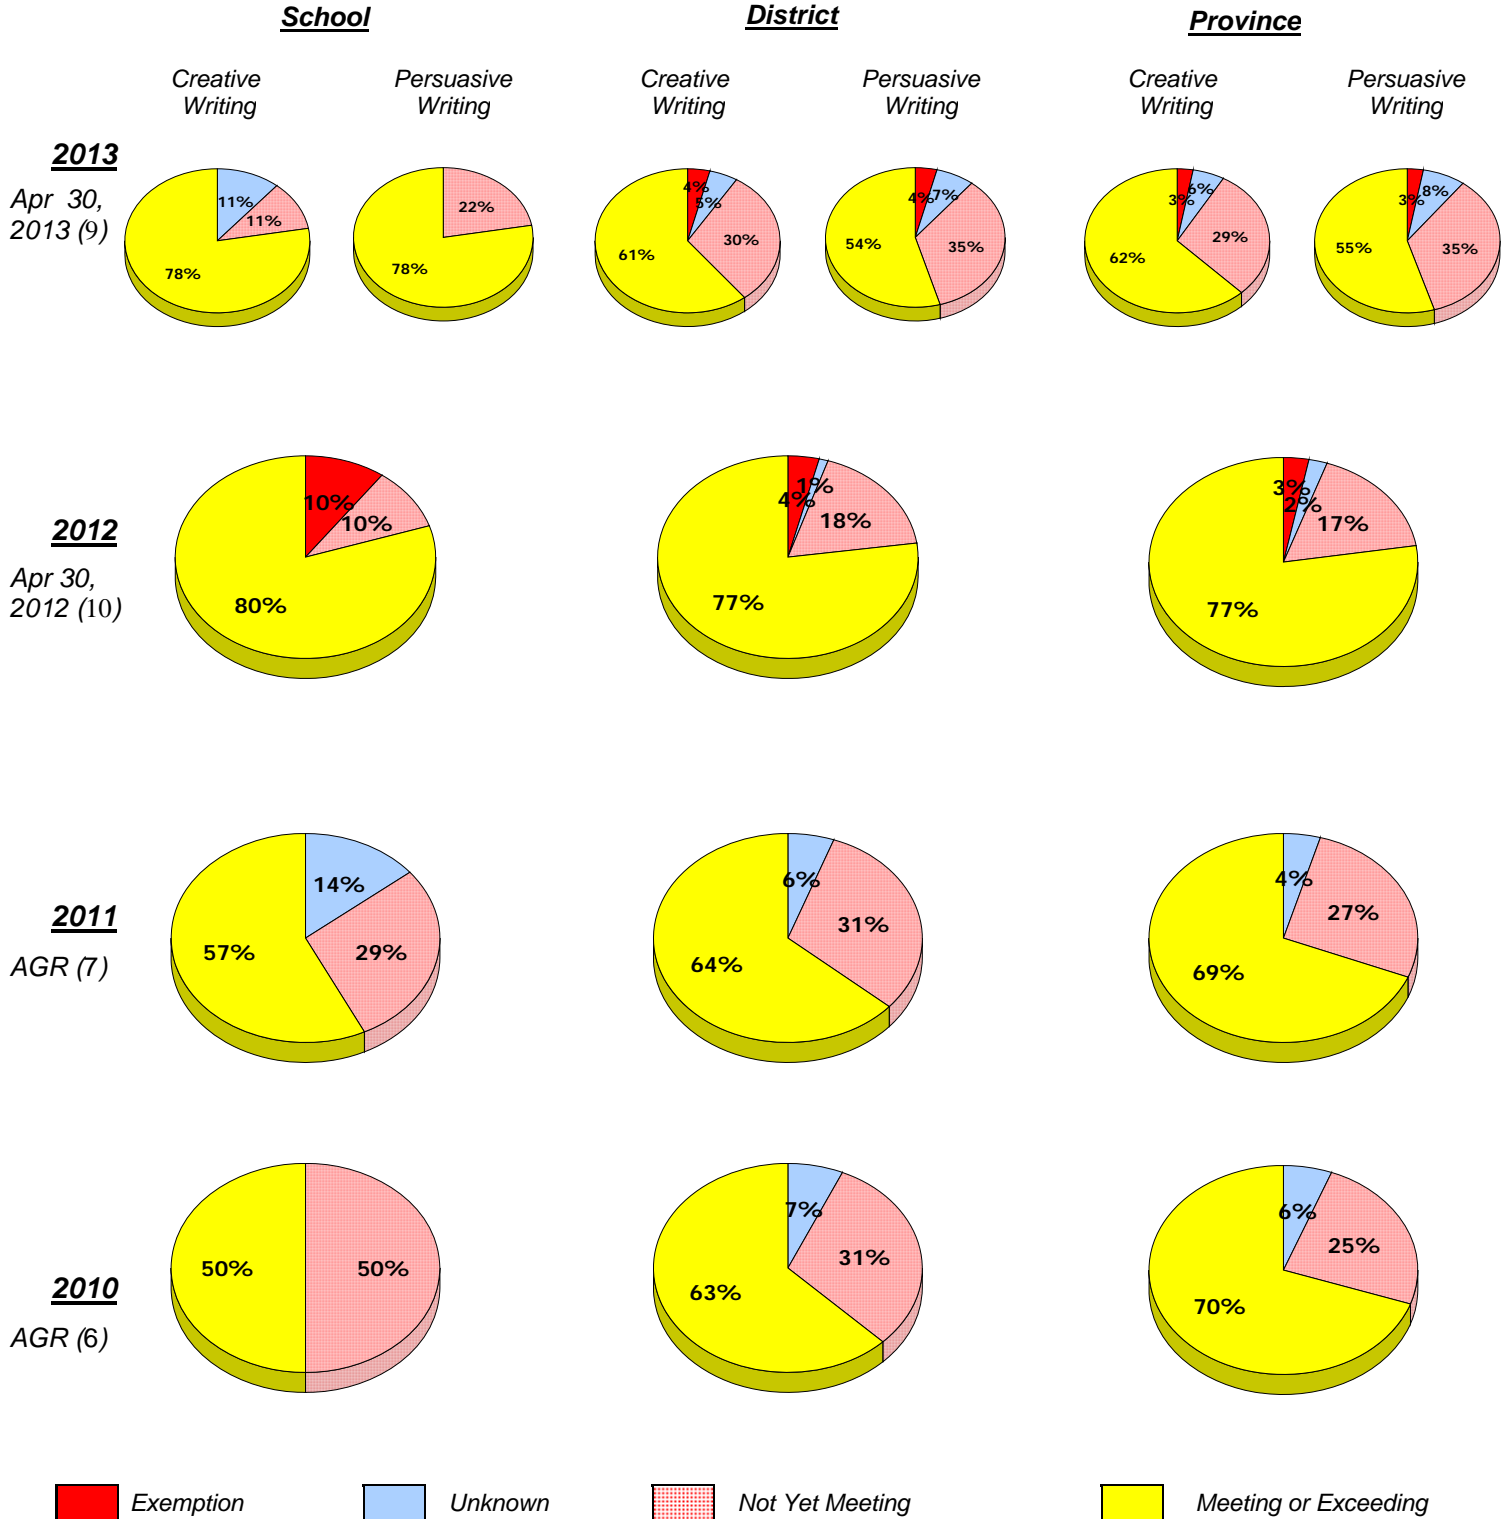 School
District
Province
Creative
Writing
Persuasive
Writing
Creative
Writing
Persuasive
Writing
Creative
Writing
Persuasive
Writing
2013
Apr 30,
2013 (9)
11%
11%
78%
22%
78%
4%
5%
30%
61%
4%
7%
35%
54%
3%
6%
29%
62%
3%
8%
35%
55%
2012
Apr 30,
2012 (10)
10%
10%
80%
4%
1%
18%
77%
3%
2%
17%
77%
2011
AGR (7)
14%
29%
57%
6%
31%
64%
4%
27%
69%
2010
AGR (6)
50%
50%
7%
31%
63%
6%
25%
70%
Exemption
Unknown
Not Yet Meeting
Meeting or Exceeding